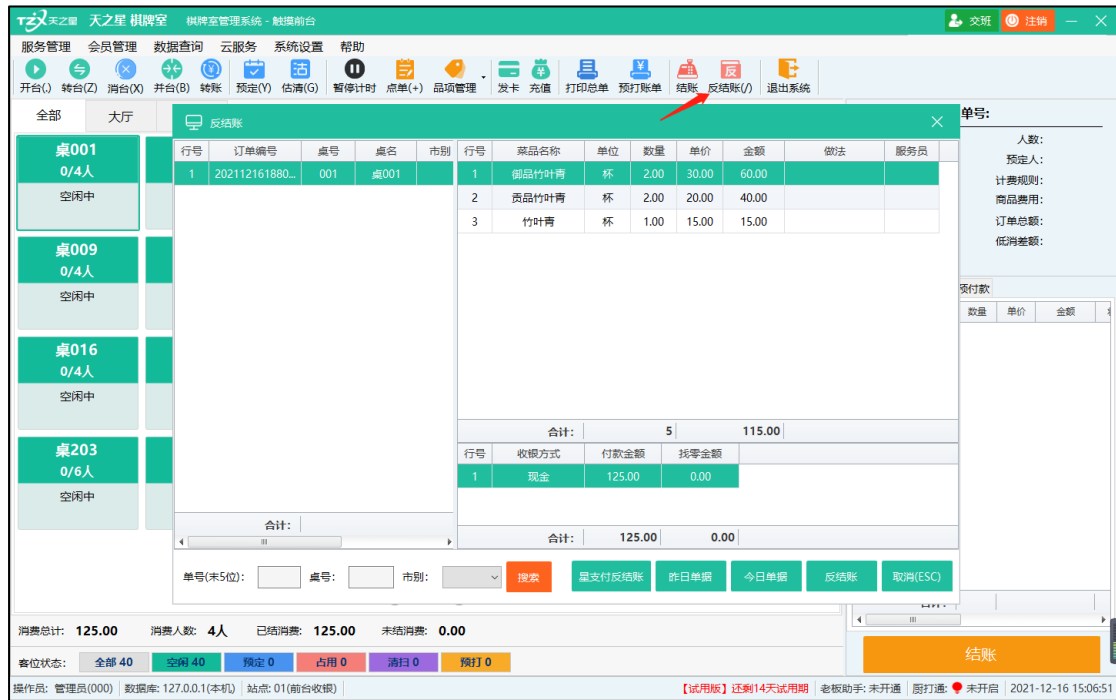 TZX 天之星 天之星 棋牌室 棋牌室管理系统 - 触摸前台 交班 注销
服务管理 会员管理 数据查询 云服务 系统设置 帮助
开台(.) 转台(Z) 消台(X) 并台(B) 转账 预定(Y) 估清(G) 暂停计时 点单(+) 品项管理 发卡 充值 打印总单 预打账单 结账 反结账(/) 退出系统
全部 大厅
单号:
人数:
预定人:
计费规则:
商品费用:
订单总额:
低消差额:
预付款
数量 单价 金额
桌001
0/4人
空闲中
桌009
0/4人
空闲中
桌016
0/4人
空闲中
桌203
0/6人
空闲中
反结账
行号 订单编号 桌号 桌名 市别
1 202112161880... 001 桌001
合计:
行号 菜品名称 单位 数量 单价 金额 做法 服务员
1 御品竹叶青 杯 2.00 30.00 60.00
2 贡品竹叶青 杯 2.00 20.00 40.00
3 竹叶青 杯 1.00 15.00 15.00
合计: 5 115.00
行号 收银方式 付款金额 找零金额
1 现金 125.00 0.00
合计: 125.00 0.00
单号(末5位): 桌号: 市别: 搜索 星支付反结账 昨日单据 今日单据 反结账 取消(ESC)
消费总计: 125.00 消费人数: 4人 已结消费: 125.00 未结消费: 0.00
客位状态: 全部 40 空闲 40 预定 0 占用 0 清扫 0 预打 0
结账
操作员: 管理员(000) 数据库: 127.0.0.1(本机) 站点: 01(前台收银) 【试用版】还剩14天试用期 老板助手: 未开通 厨打通: 未开启 2021-12-16 15:06:51